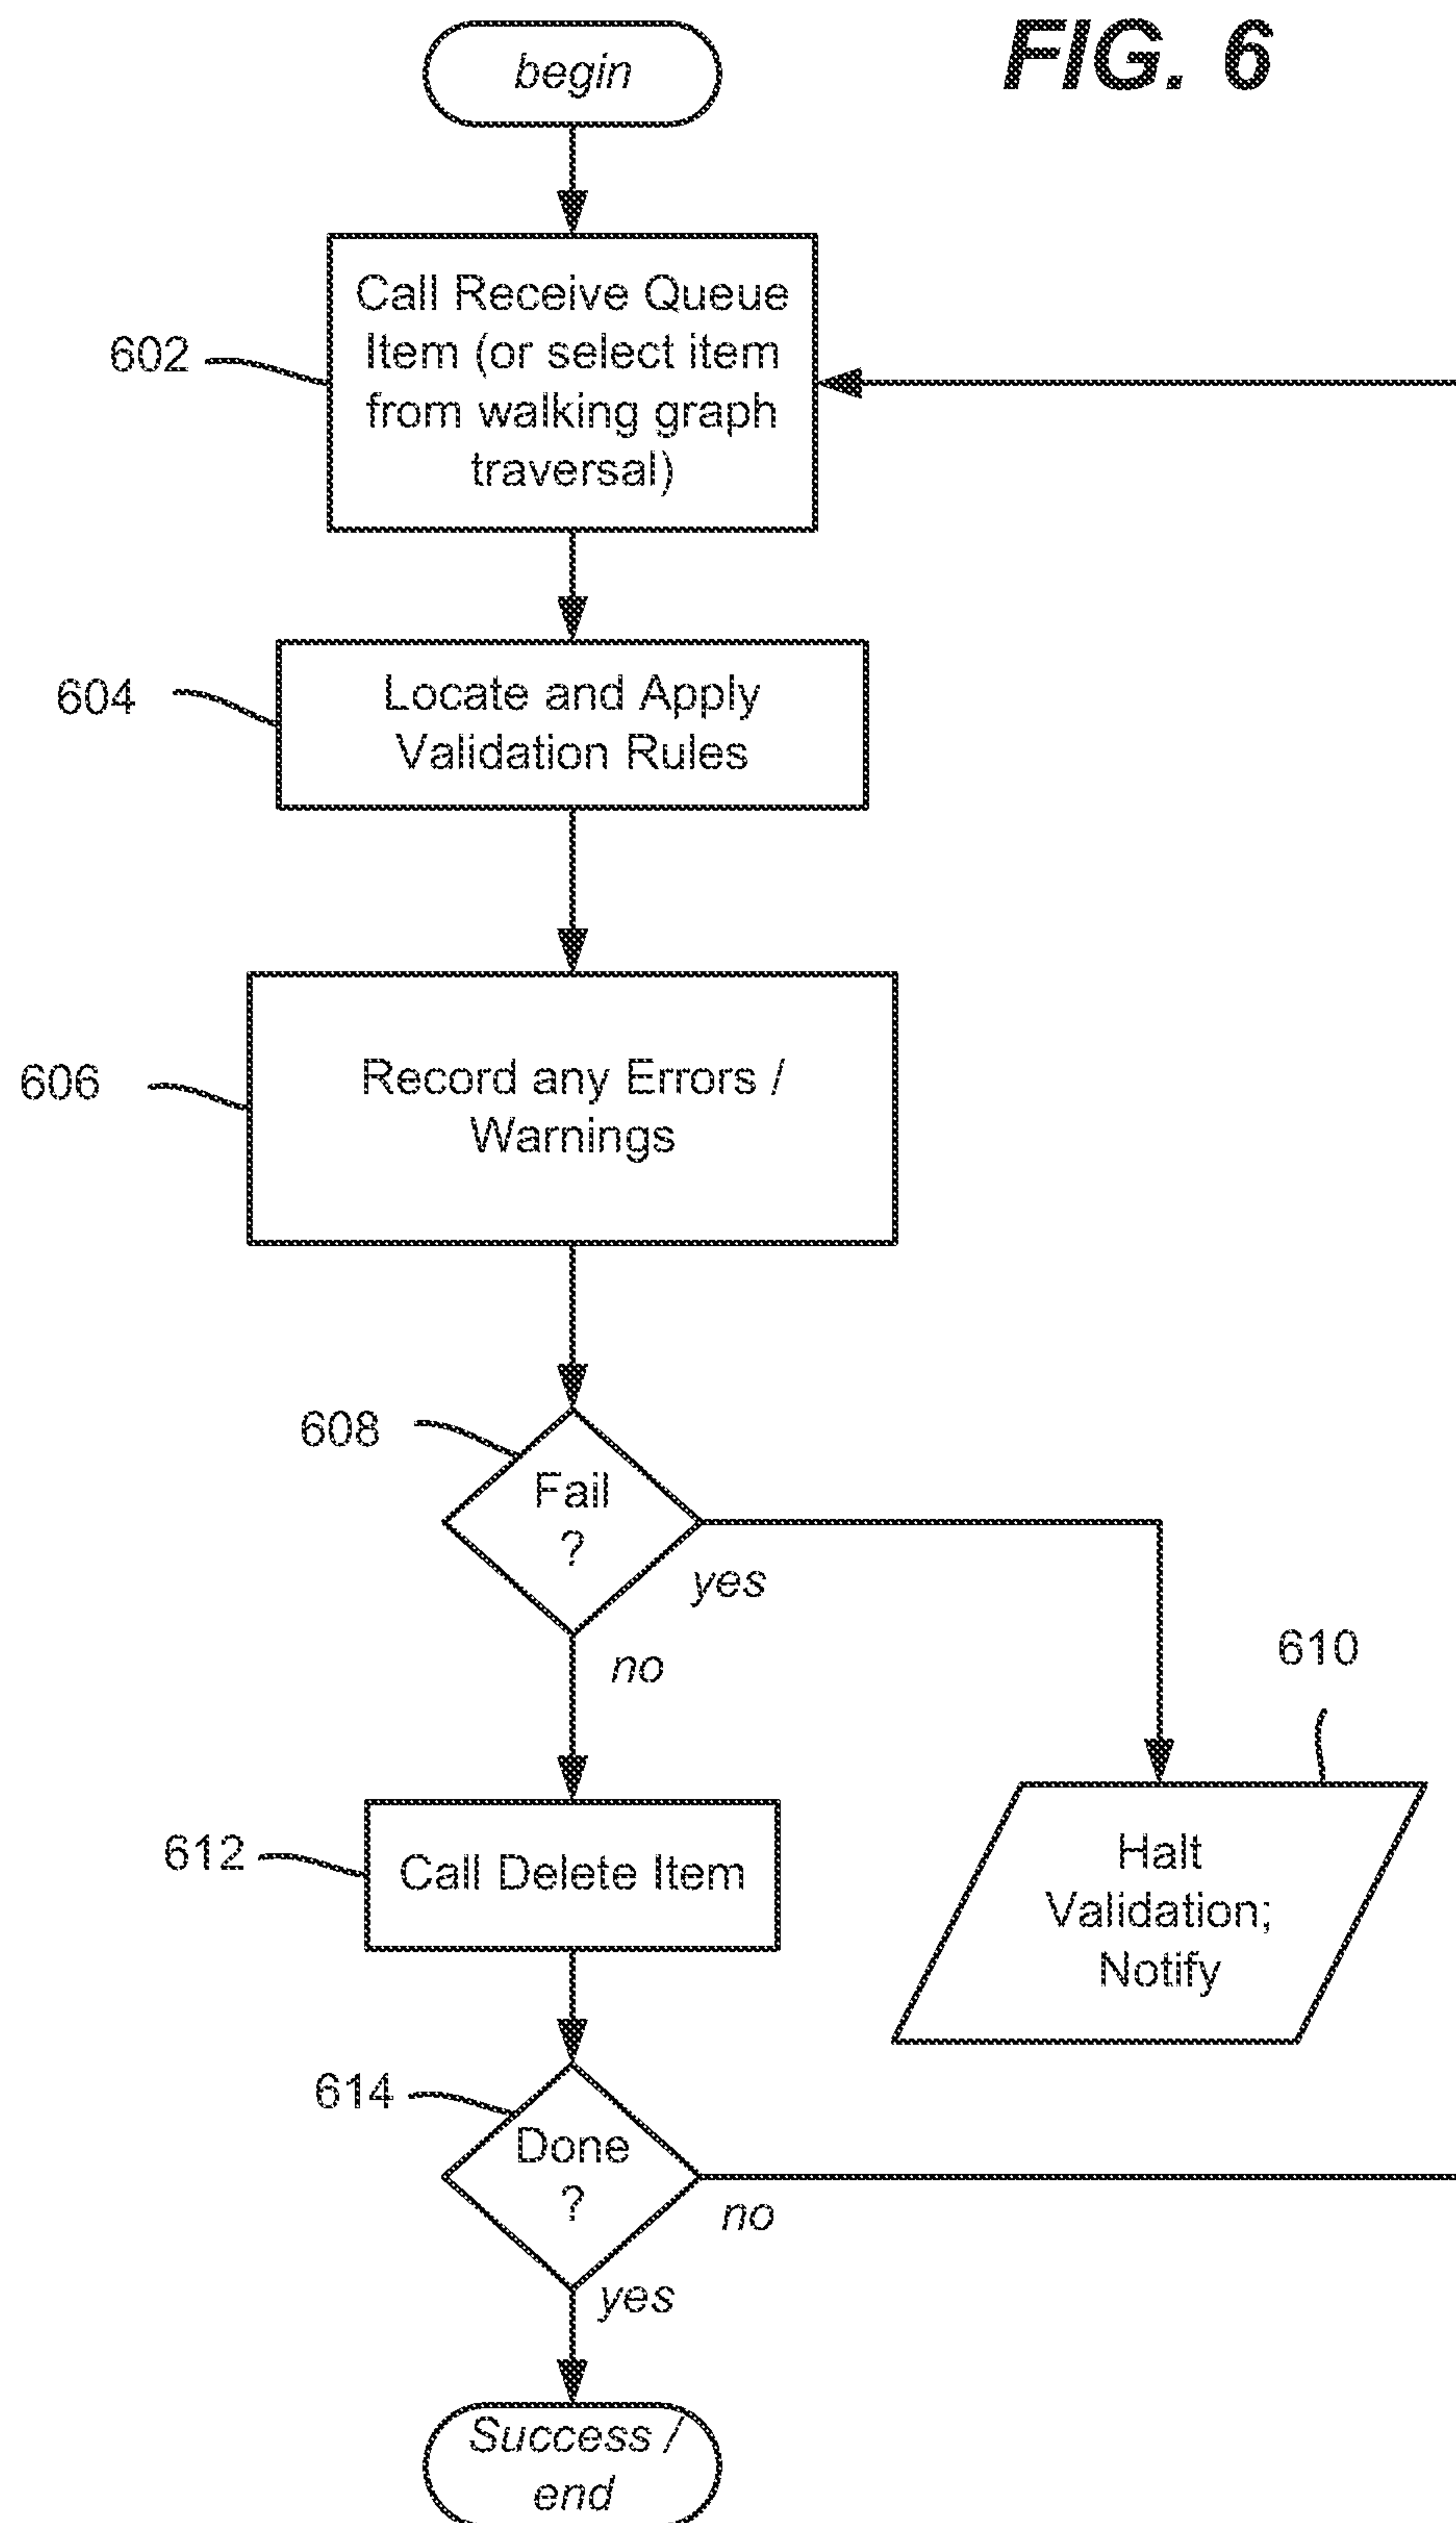 FIG. 6
begin
602
Call Receive Queue
Item (or select item
from walking graph
traversal)
604
Locate and Apply
Validation Rules
606
Record any Errors /
Warnings
608
Fail
?
yes
no
610
Halt
Validation;
Notify
612
Call Delete Item
614
Done
?
no
yes
Success /
end